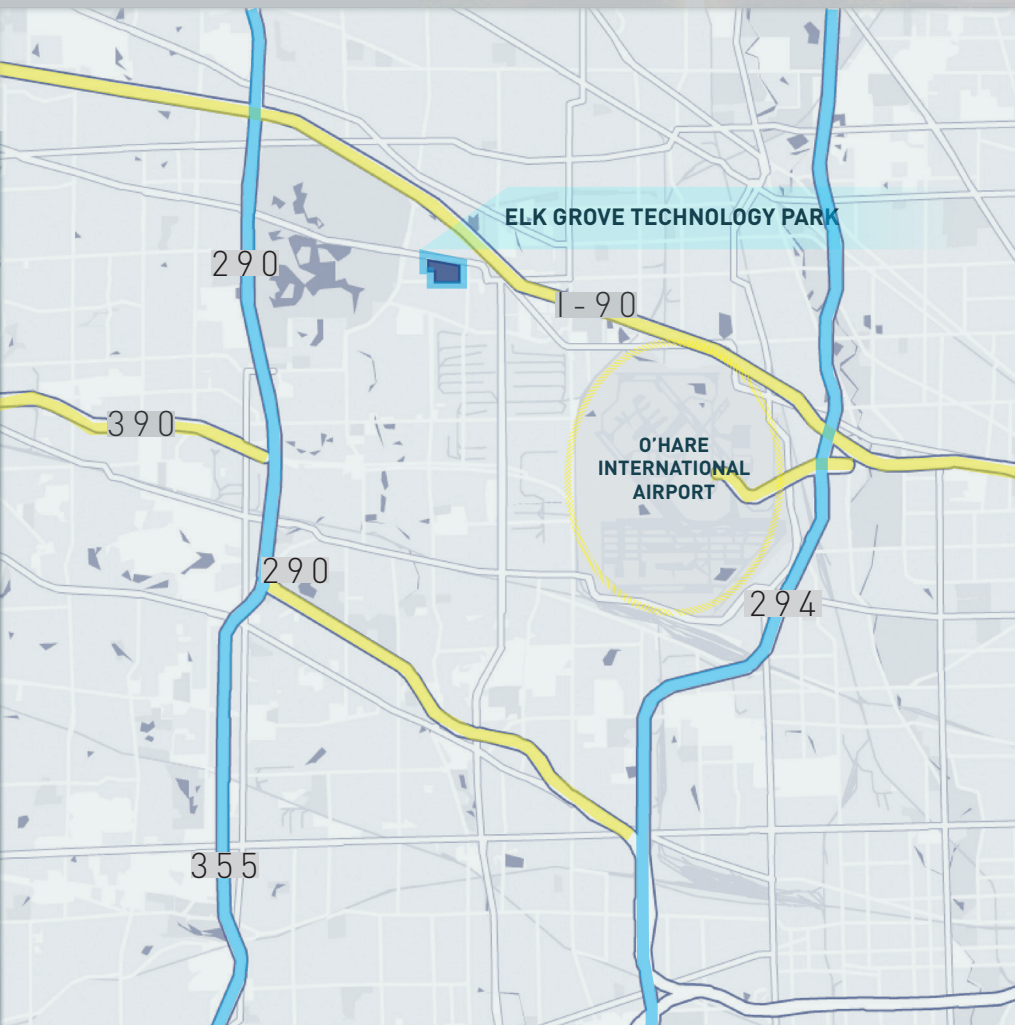 ELK GROVE TECHNOLOGY PARK
290
I-90
390
O'HARE
INTERNATIONAL
AIRPORT
290
294
355